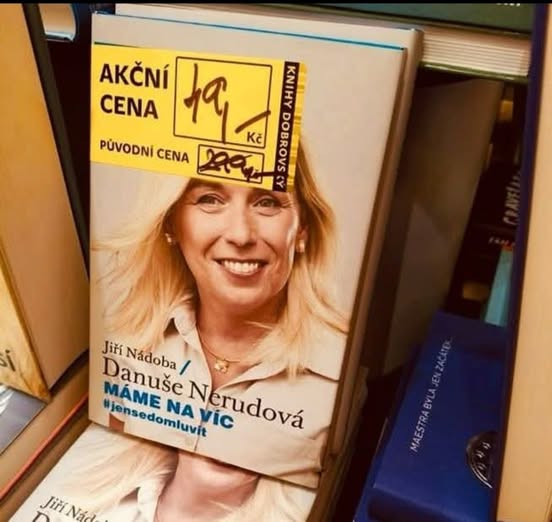 AKČNÍ
CENA
49,-
Kč
PŮVODNÍ CENA
299,-
KNIHY DOBROVSKÝ
Jiří Nádoba /
Danuše Nerudová
MÁME NA VÍC
#jensedomluvit
Jiří Nádoba
MAESTRA BYLA JEN ZAČÁTEK